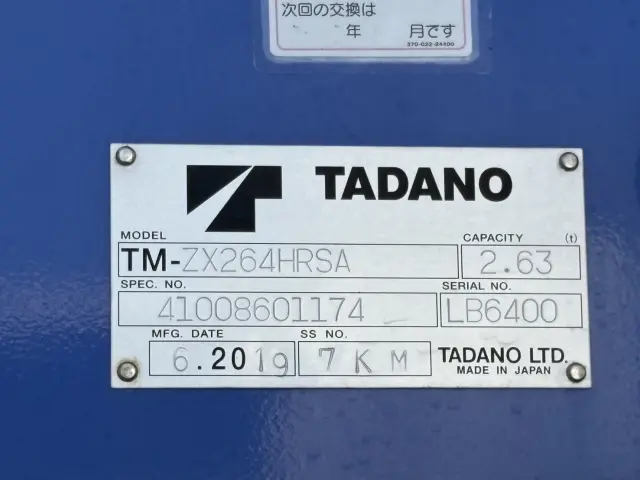 次回の交換は
年 月です
370-022-24400
TADANO
MODEL CAPACITY (t)
TM-ZX264HRSA 2.63
SPEC. NO. SERIAL NO.
41008601174 LB6400
MFG. DATE SS NO.
6.2019 7KM TADANO LTD.
MADE IN JAPAN